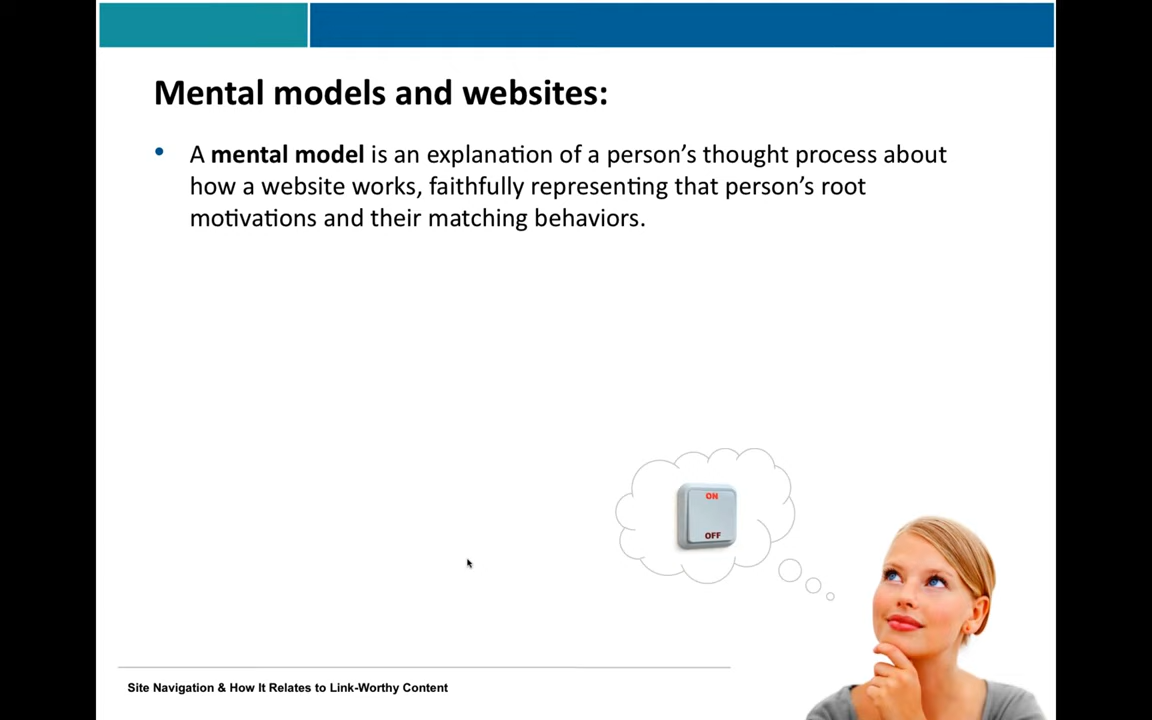 Mental models and websites:
• A mental model is an explanation of a person’s thought process about
how a website works, faithfully representing that person’s root
motivations and their matching behaviors.
ON
OFF
Site Navigation & How It Relates to Link-Worthy Content